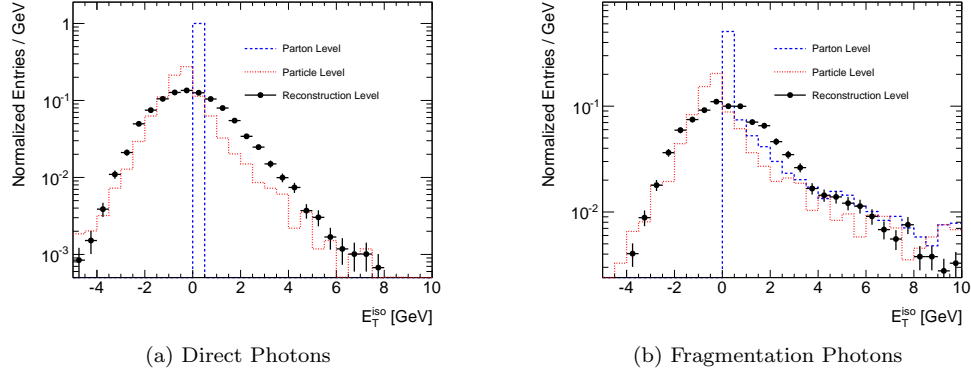 Normalized Entries / GeV
1
10⁻¹
10⁻²
10⁻³
Parton Level
Particle Level
Reconstruction Level
-4 -2 0 2 4 6 8 10
E_T^iso [GeV]
(a) Direct Photons
Normalized Entries / GeV
10⁻¹
10⁻²
Parton Level
Particle Level
Reconstruction Level
-4 -2 0 2 4 6 8 10
E_T^iso [GeV]
(b) Fragmentation Photons